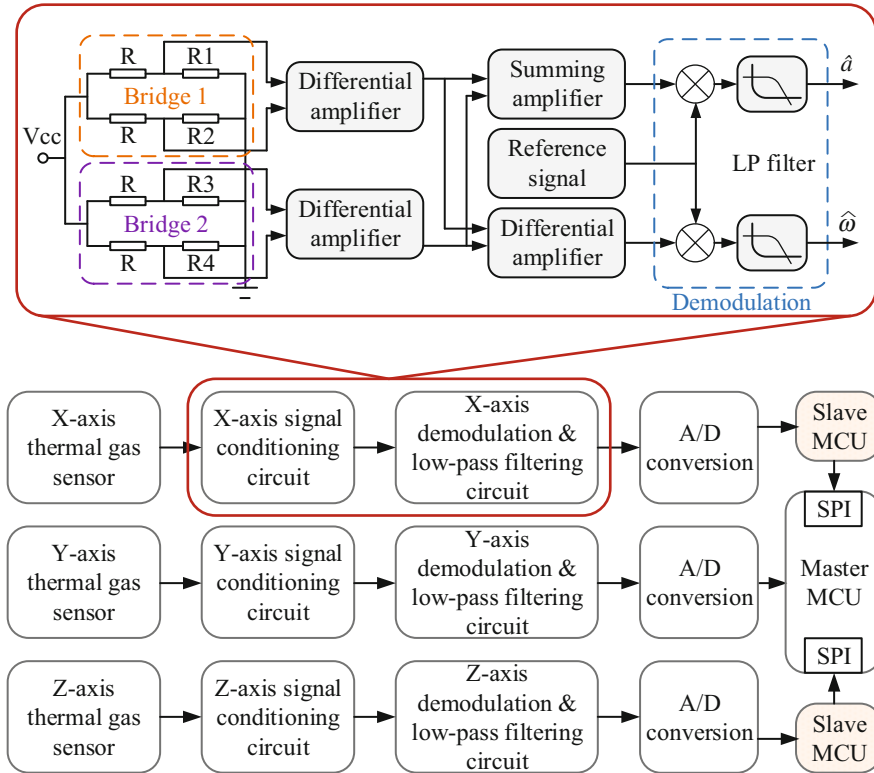 R R1
Bridge 1
R R2
Vcc
R R3
Bridge 2
R R4
Differential
amplifier
Differential
amplifier
Summing
amplifier
Reference
signal
Differential
amplifier
LP filter
Demodulation
â
ω̂
X-axis
thermal gas
sensor
X-axis signal
conditioning
circuit
X-axis
demodulation &
low-pass filtering
circuit
A/D
conversion
Slave
MCU
SPI
Y-axis
thermal gas
sensor
Y-axis signal
conditioning
circuit
Y-axis
demodulation &
low-pass filtering
circuit
A/D
conversion
Master
MCU
SPI
Z-axis
thermal gas
sensor
Z-axis signal
conditioning
circuit
Z-axis
demodulation &
low-pass filtering
circuit
A/D
conversion
Slave
MCU